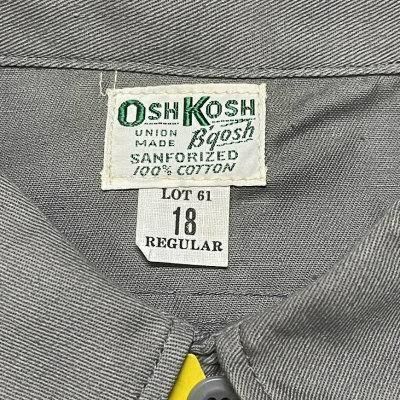 OSHKOSH
UNION MADE B'gosh
SANFORIZED
100% COTTON
LOT 61
18
REGULAR